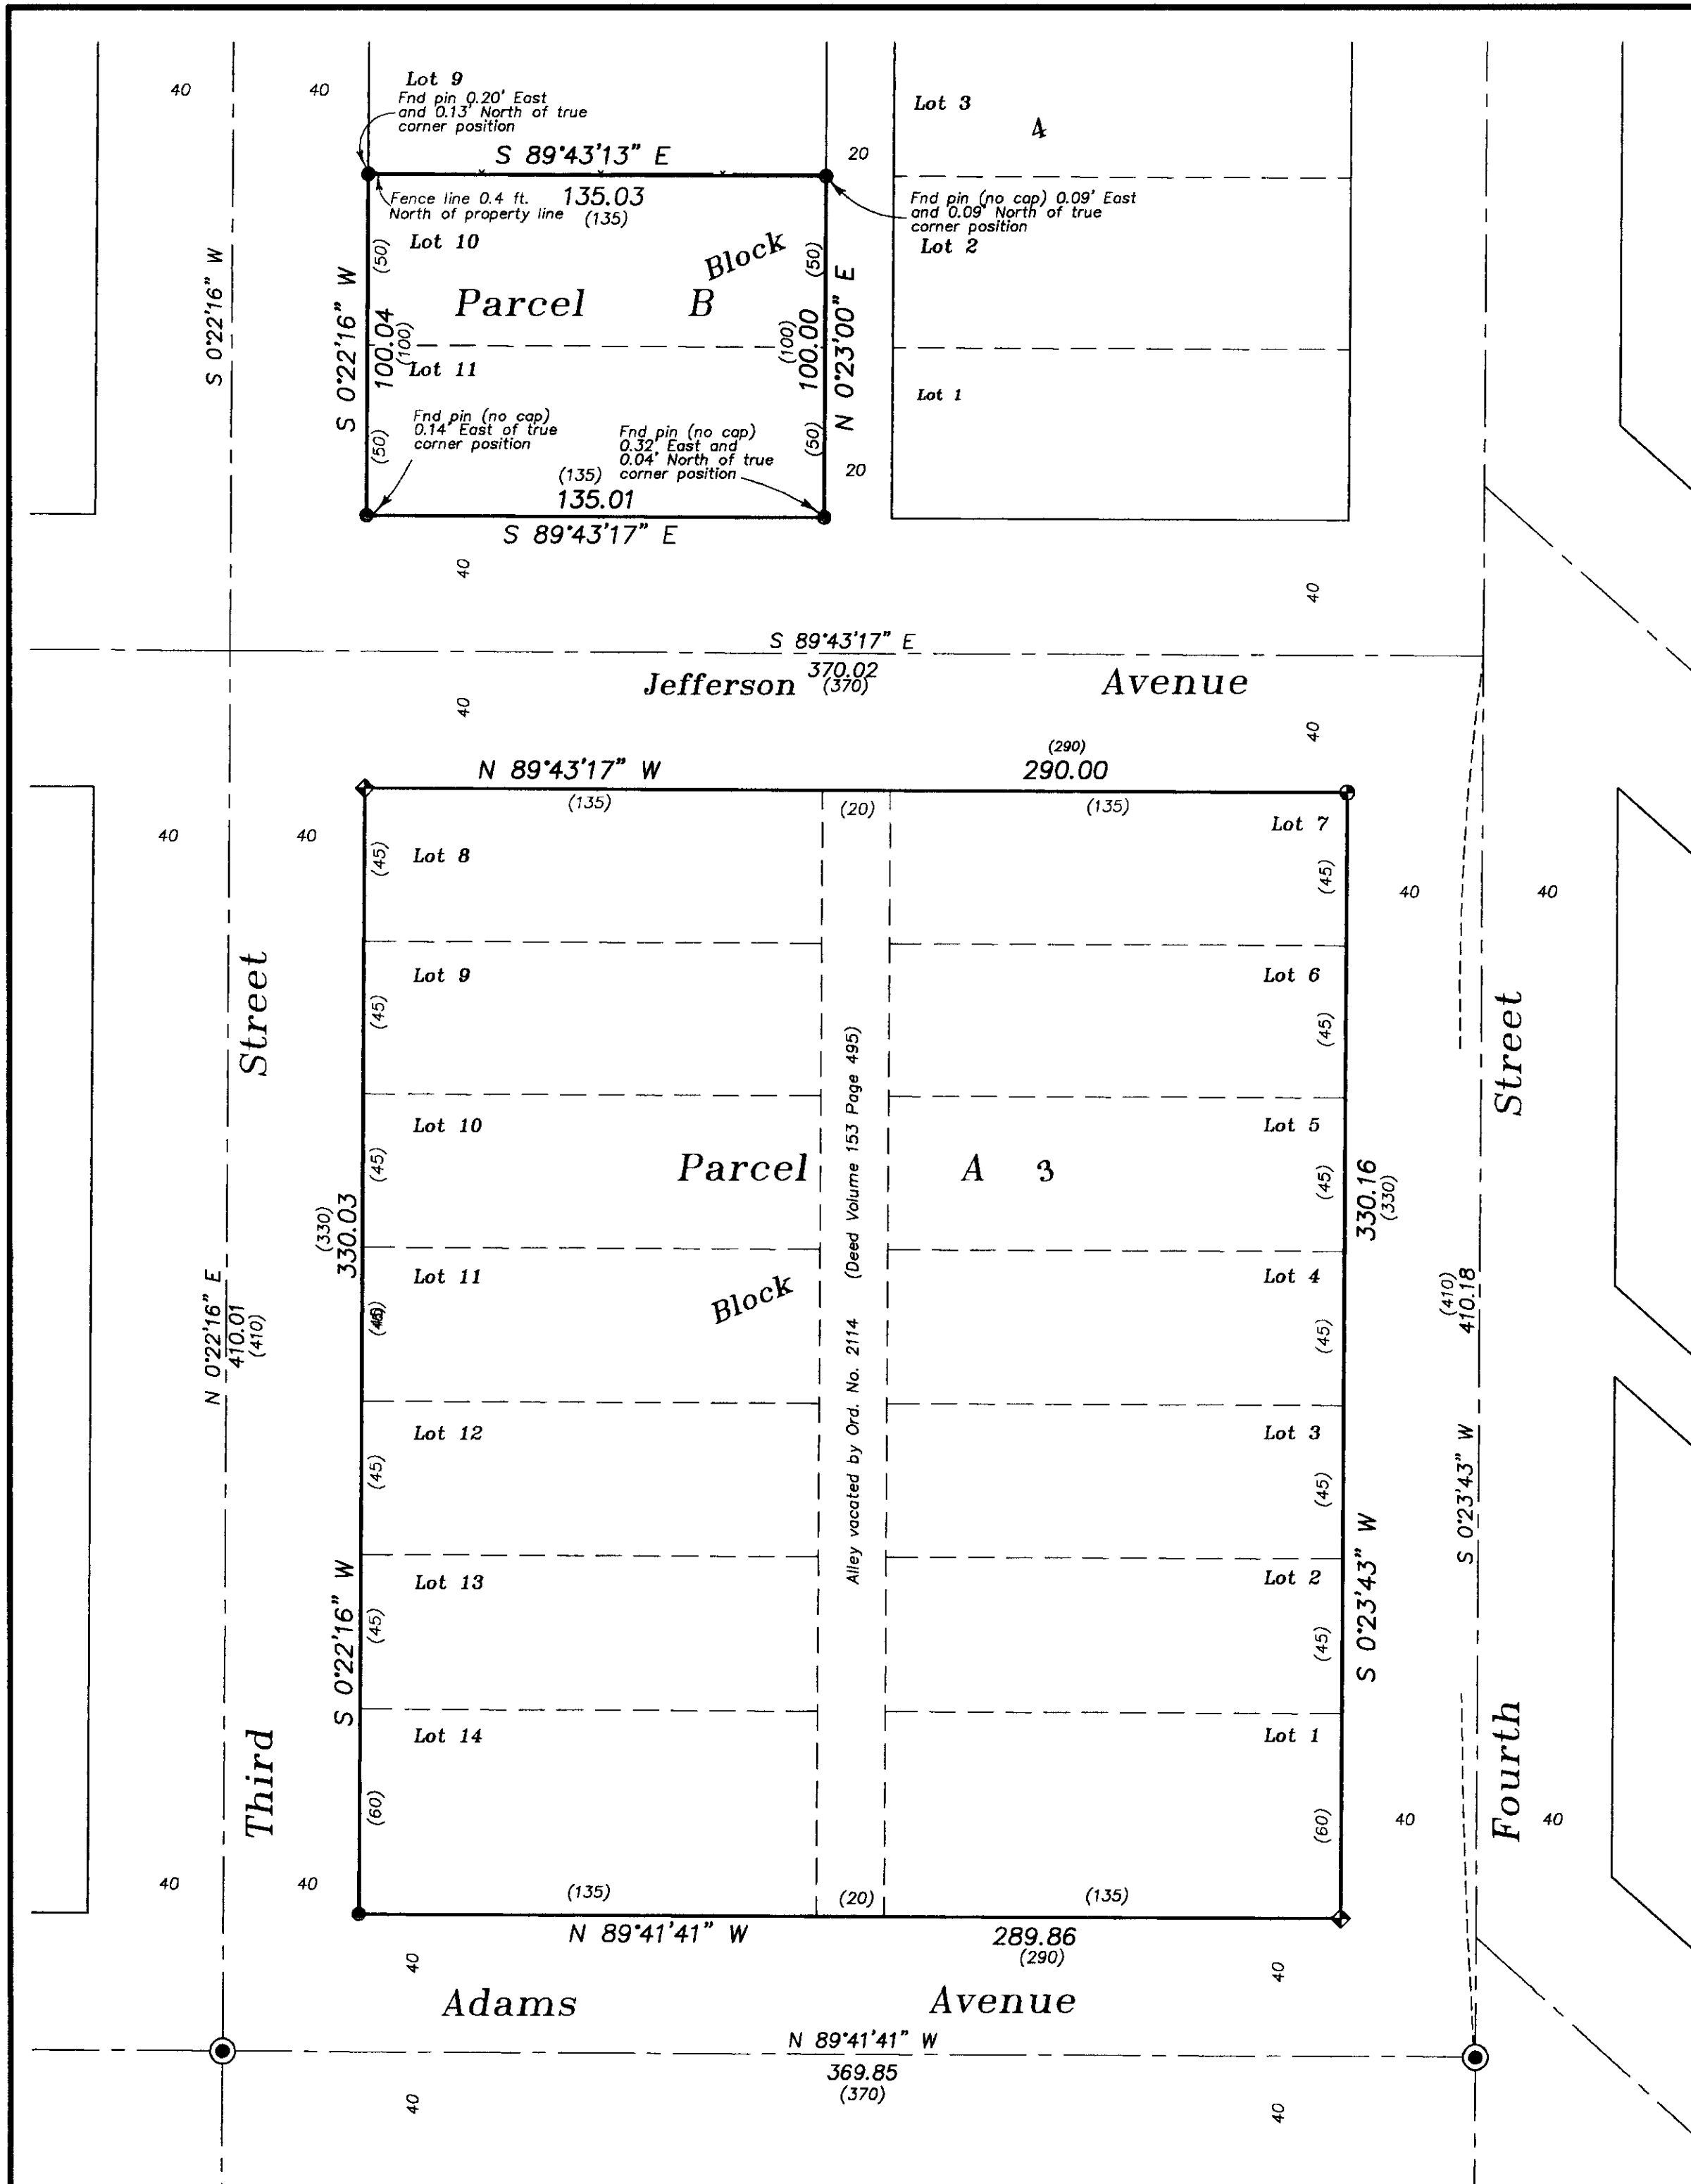 40
40
Lot 9
Fnd pin 0.20' East
and 0.13' North of true
corner position
Lot 3
4
S 89°43'13" E
20
Fence line 0.4 ft.
North of property line
135.03
(135)
Fnd pin (no cap) 0.09' East
and 0.09' North of true
corner position
Lot 10
Lot 2
(50)
(50)
Block
S 0°22'16" W
S 0°22'16" W
100.04
(100)
Parcel B
(100)
100.00
N 0°23'00" E
Lot 11
Lot 1
Fnd pin (no cap)
0.14' East of true
corner position
Fnd pin (no cap)
0.32' East and
0.04' North of true
corner position
(50)
(50)
20
(135)
135.01
S 89°43'17" E
40
40
S 89°43'17" E
370.02
(370)
Jefferson Avenue
40
40
N 89°43'17" W
(290)
290.00
(135)
(20)
(135)
40
40
Lot 8
(45)
Lot 7
(45)
40
40
Lot 9
(45)
Lot 6
(45)
Street
Street
Lot 10
(45)
Lot 5
(45)
Parcel A 3
(330)
330.03
330.16
(330)
Alley vacated by Ord. No. 2114 (Deed Volume 153 Page 495)
Lot 11
Lot 4
(45)
Block
N 0°22'16" E
410.01
(410)
(410)
410.18
Lot 12
(45)
Lot 3
(45)
S 0°23'43" W
Lot 13
(45)
Lot 2
(45)
S 0°22'16" W
S 0°23'43" W
Lot 14
(60)
Lot 1
(60)
Third
Fourth
40
40
40
40
(135)
(20)
(135)
N 89°41'41" W
289.86
(290)
40
40
Adams Avenue
N 89°41'41" W
369.85
(370)
40
40